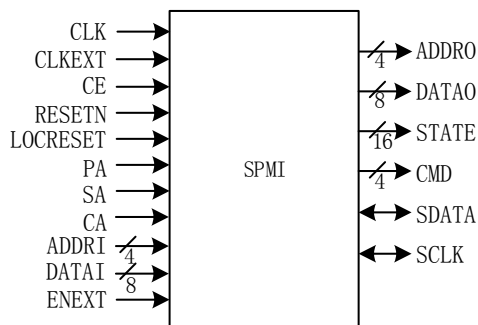 CLK
CLKEXT
CE
RESETN
LOCRESET
PA
SA
CA
ADDRI 4
DATAI 8
ENEXT
SPMI
4 ADDRO
8 DATAO
16 STATE
4 CMD
SDATA
SCLK